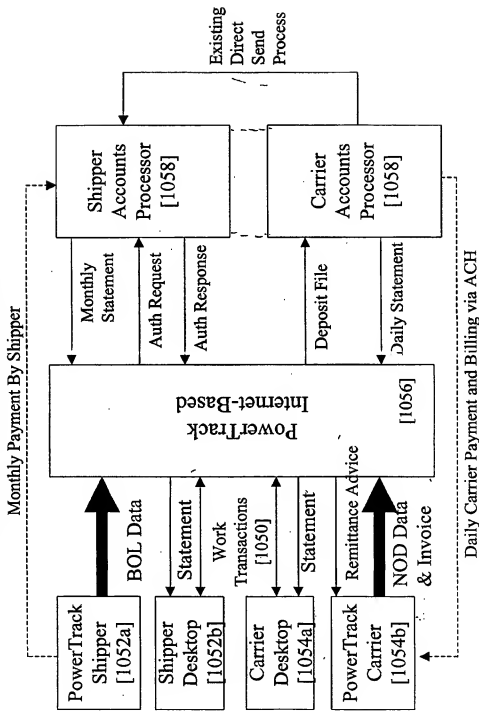 Monthly Payment By Shipper
PowerTrack
Shipper
[1052a]
BOL Data
Shipper
Desktop
[1052b]
Statement
Work
Transactions
[1050]
Carrier
Desktop
[1054a]
Statement
Remittance Advice
PowerTrack
Carrier
[1054b]
NOD Data
& Invoice
PowerTrack
Internet-Based
[1056]
Monthly
Statement
Auth Request
Auth Response
Deposit File
Daily Statement
Shipper
Accounts
Processor
[1058]
Carrier
Accounts
Processor
[1058]
Existing
Direct
Send
Process
Daily Carrier Payment and Billing via ACH